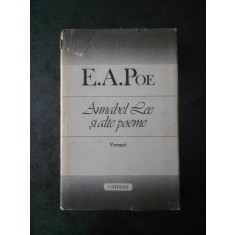 E.A.POE
Annabel Lee
și alte poeme
Versuri
univers